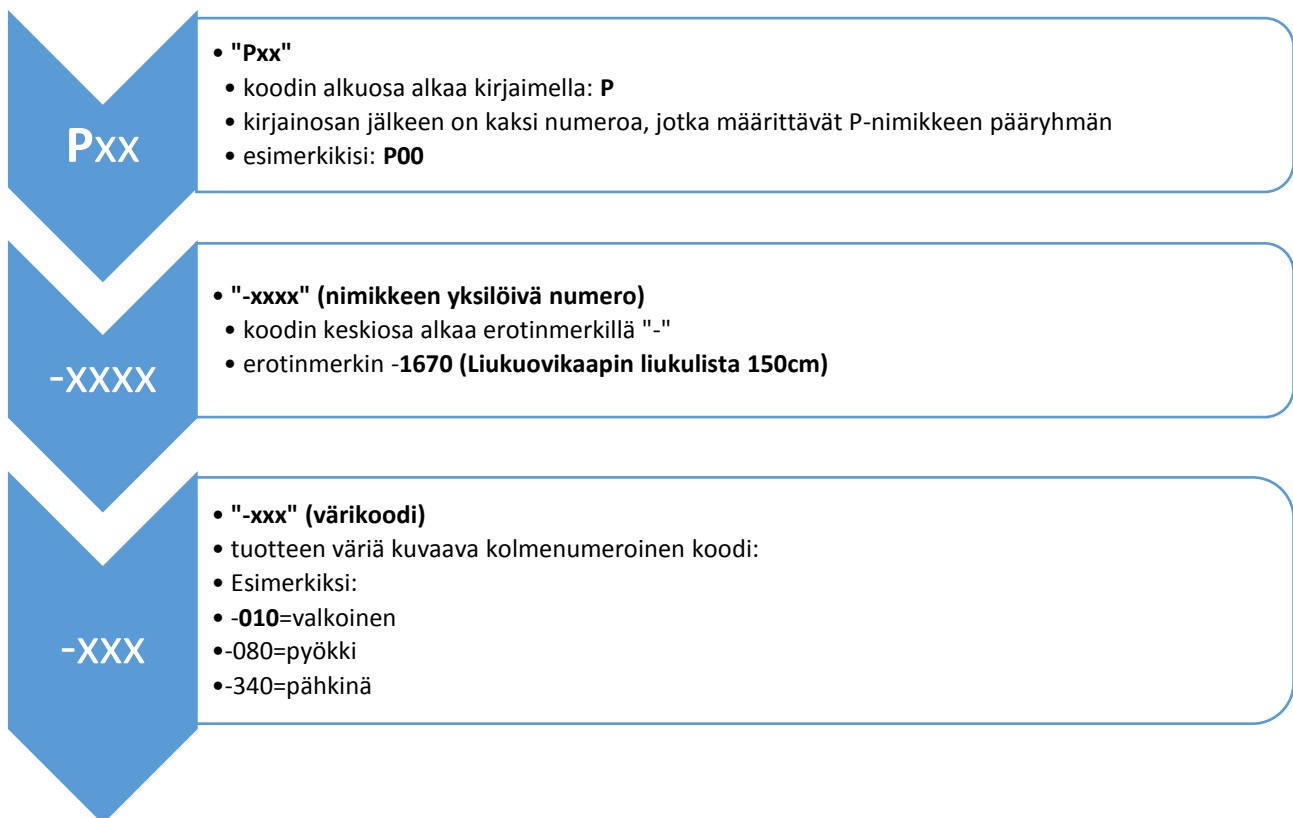 Pxx
• "Pxx"
• koodin alkuosa alkaa kirjaimella: P
• kirjainosan jälkeen on kaksi numeroa, jotka määrittävät P-nimikkeen pääryhmän
• esimerkikisi: P00
-xxxx
• "-xxxx" (nimikkeen yksilöivä numero)
• koodin keskiosa alkaa erotinmerkillä "-"
• erotinmerkin -1670 (Liukuovikaapin liukulista 150cm)
-xxx
• "-xxx" (värikoodi)
• tuotteen väriä kuvaava kolmenumeroinen koodi:
• Esimerkiksi:
• -010=valkoinen
•-080=pyökki
•-340=pähkinä